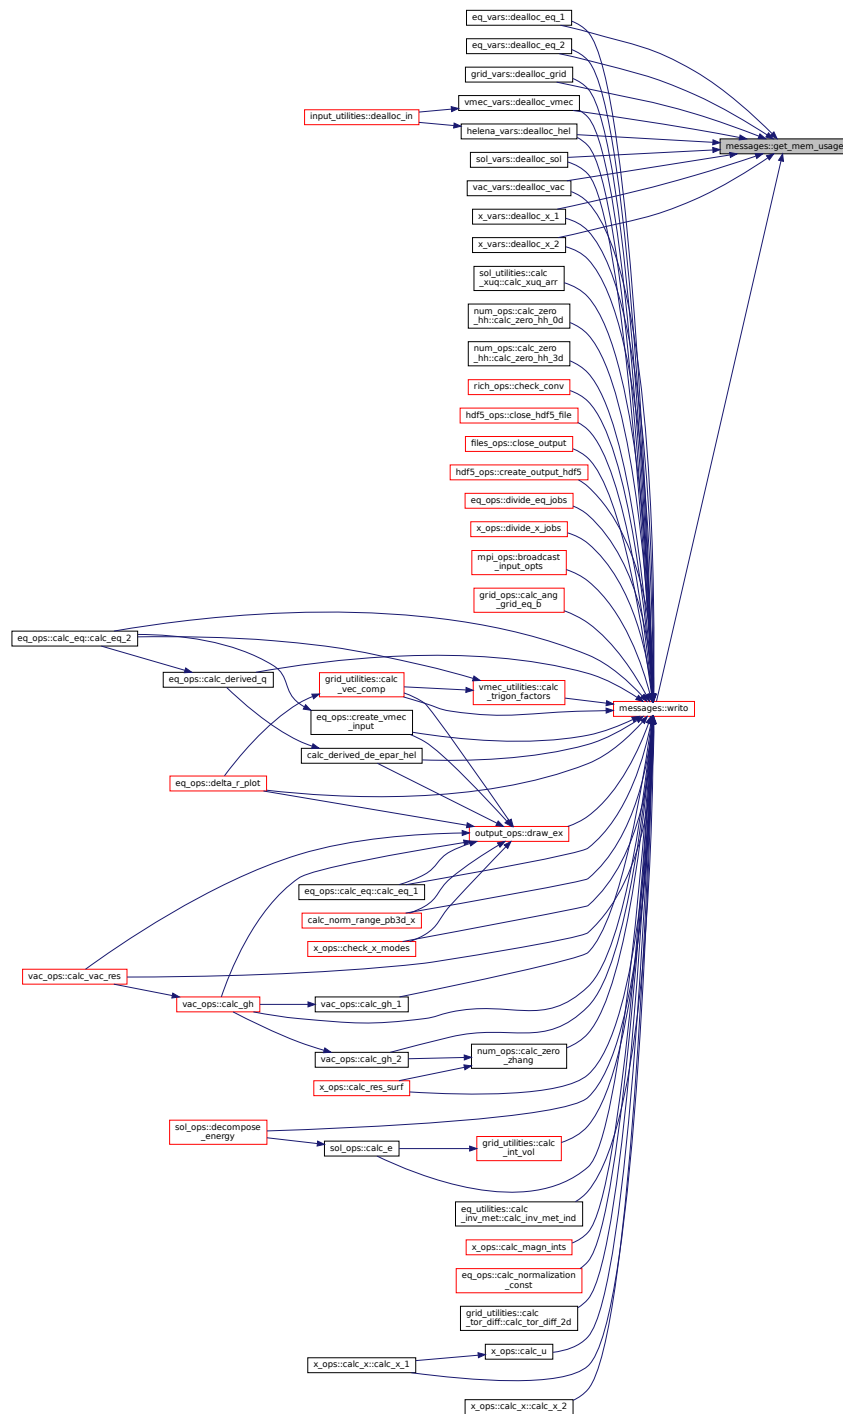 eq_vars::dealloc_eq_1
eq_vars::dealloc_eq_2
grid_vars::dealloc_grid
vmec_vars::dealloc_vmec
input_utilities::dealloc_in
helena_vars::dealloc_hel
messages::get_mem_usage
sol_vars::dealloc_sol
vac_vars::dealloc_vac
x_vars::dealloc_x_1
x_vars::dealloc_x_2
sol_utilities::calc
_xuq::calc_xuq_arr
num_ops::calc_zero
_hh::calc_zero_hh_0d
num_ops::calc_zero
_hh::calc_zero_hh_3d
rich_ops::check_conv
hdf5_ops::close_hdf5_file
files_ops::close_output
hdf5_ops::create_output_hdf5
eq_ops::divide_eq_jobs
x_ops::divide_x_jobs
mpi_ops::broadcast
_input_opts
grid_ops::calc_ang
_grid_eq_b
eq_ops::calc_eq::calc_eq_2
eq_ops::calc_derived_q
grid_utilities::calc
_vec_comp
vmec_utilities::calc
_trigon_factors
messages::writo
eq_ops::create_vmec
_input
calc_derived_de_epar_hel
eq_ops::delta_r_plot
output_ops::draw_ex
eq_ops::calc_eq::calc_eq_1
calc_norm_range_pb3d_x
x_ops::check_x_modes
vac_ops::calc_vac_res
vac_ops::calc_gh
vac_ops::calc_gh_1
vac_ops::calc_gh_2
num_ops::calc_zero
_zhang
x_ops::calc_res_surf
sol_ops::decompose
_energy
sol_ops::calc_e
grid_utilities::calc
_int_vol
eq_utilities::calc
_inv_met::calc_inv_met_ind
x_ops::calc_magn_ints
eq_ops::calc_normalization
_const
grid_utilities::calc
_tor_diff::calc_tor_diff_2d
x_ops::calc_u
x_ops::calc_x::calc_x_1
x_ops::calc_x::calc_x_2